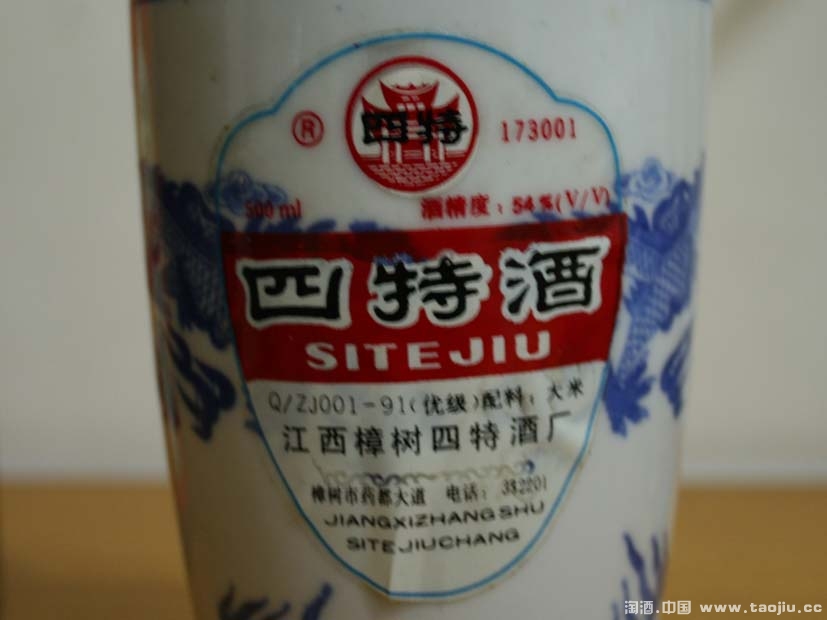 四特
® 173001
500 ml 酒精度：54％(V/V)
四特酒
SITEJIU
Q/ZJ001-91(优级)配料：大米
江西樟树四特酒厂
樟树市药都大道 电话：332201
JIANGXIZHANGSHU
SITEJIUCHANG
淘酒.中国 www.taojiu.cc